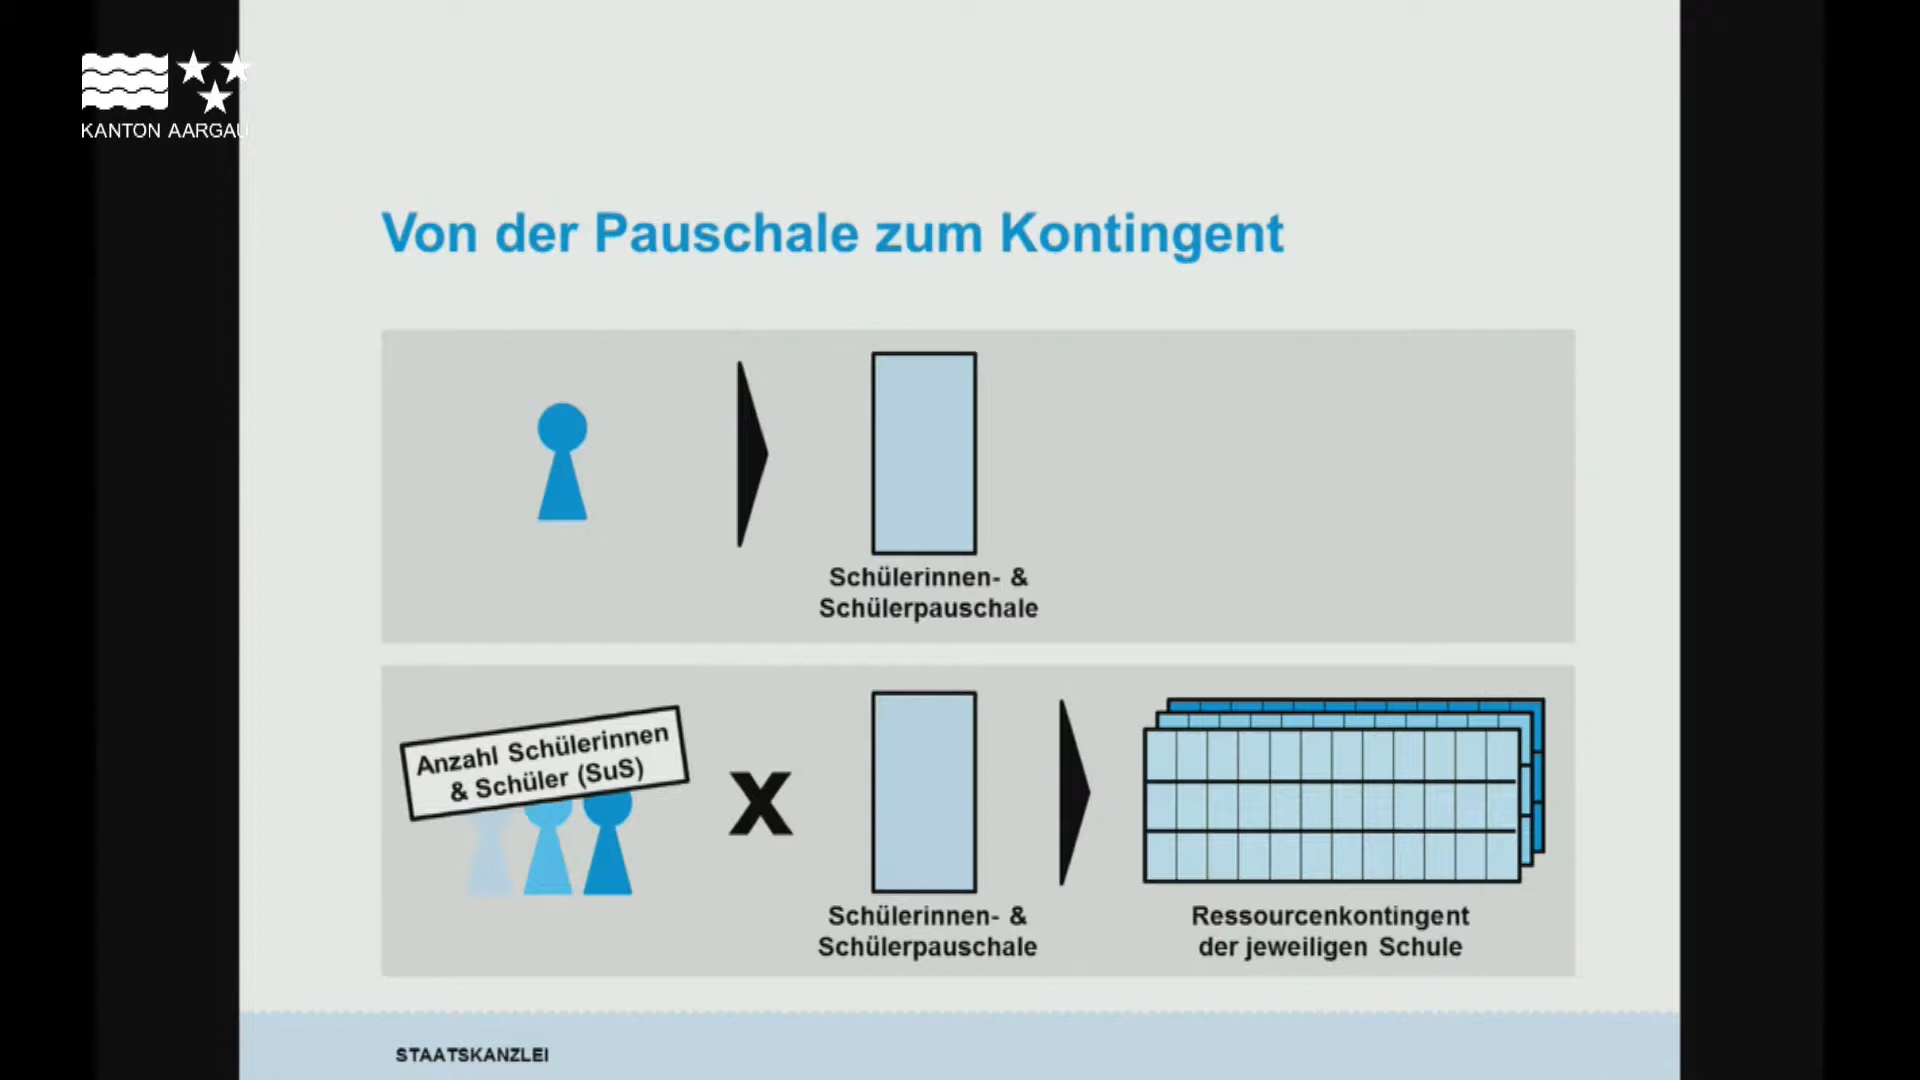 KANTON AARGAU
Von der Pauschale zum Kontingent
Schülerinnen- &
Schülerpauschale
Anzahl Schülerinnen
& Schüler (SuS)
X
Schülerinnen- &
Schülerpauschale
Ressourcenkontingent
der jeweiligen Schule
STAATSKANZLEI